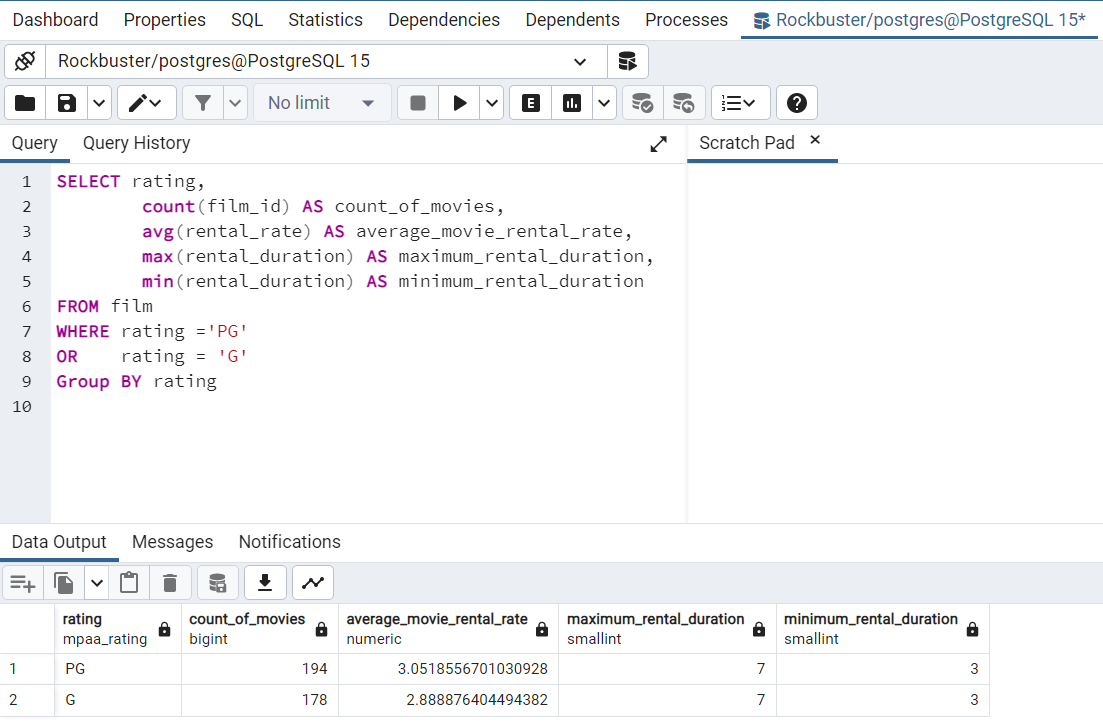 Dashboard Properties SQL Statistics Dependencies Dependents Processes Rockbuster/postgres@PostgreSQL 15*
Rockbuster/postgres@PostgreSQL 15
No limit E
Query Query History Scratch Pad
1 SELECT rating,
2 count(film_id) AS count_of_movies,
3 avg(rental_rate) AS average_movie_rental_rate,
4 max(rental_duration) AS maximum_rental_duration,
5 min(rental_duration) AS minimum_rental_duration
6 FROM film
7 WHERE rating ='PG'
8 OR rating = 'G'
9 Group BY rating
10
Data Output Messages Notifications
rating count_of_movies average_movie_rental_rate maximum_rental_duration minimum_rental_duration
mpaa_rating bigint numeric smallint smallint
1 PG 194 3.0518556701030928 7 3
2 G 178 2.888876404494382 7 3